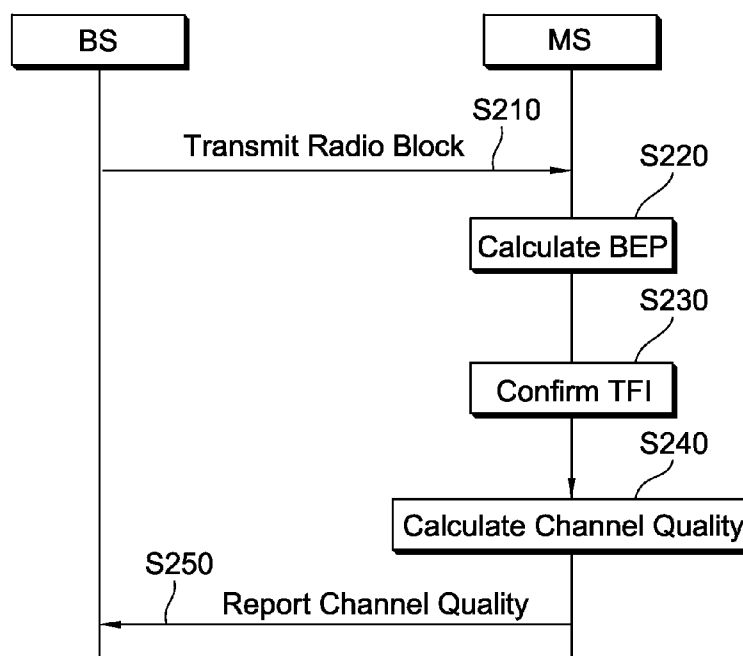 BS
MS
S210
Transmit Radio Block
S220
Calculate BEP
S230
Confirm TFI
S240
Calculate Channel Quality
S250
Report Channel Quality